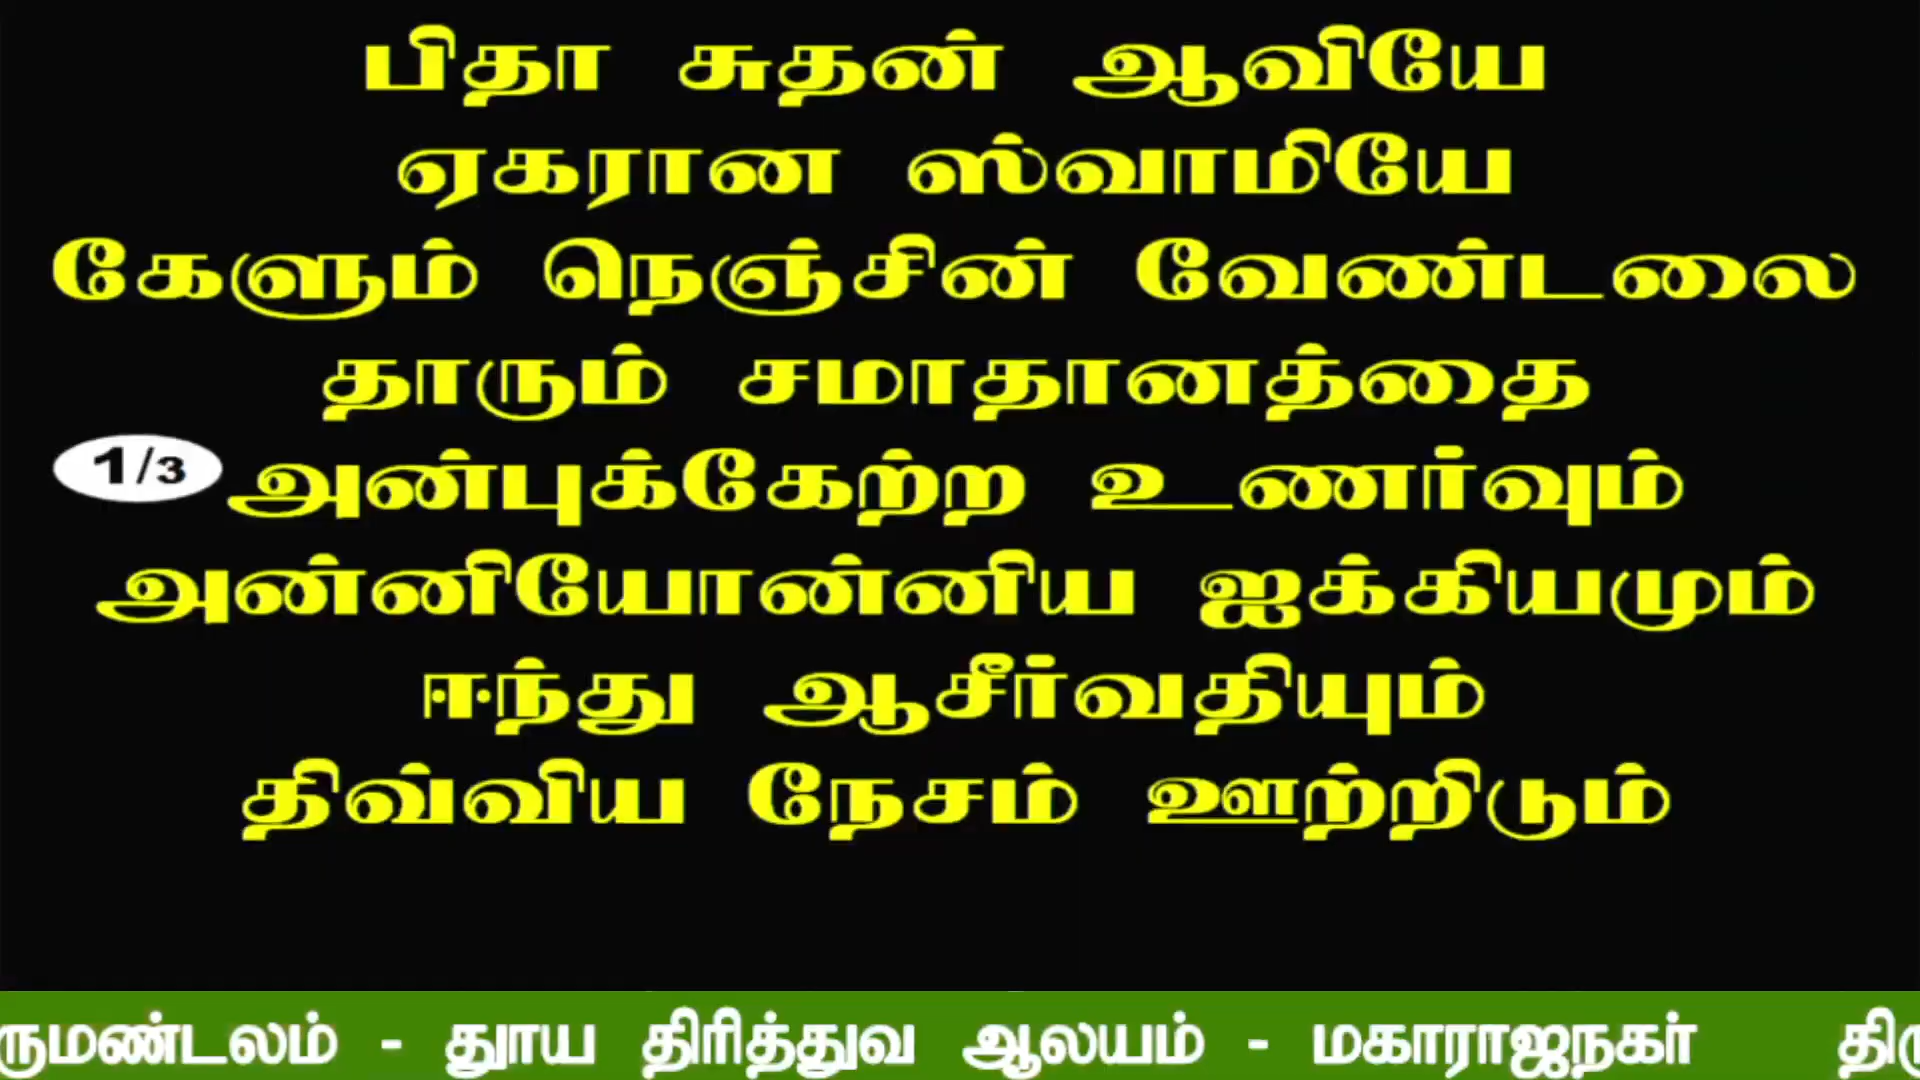 பிதா சுதன் ஆவியே
ஏகரான ஸ்வாமியே
கேளும் நெஞ்சின் வேண்டலை
தாரும் சமாதானத்தை
1/3
அன்புக்கேற்ற உணர்வும்
அன்னியோன்னிய ஐக்கியமும்
ஈந்து ஆசீர்வதியும்
திவ்விய நேசம் ஊற்றிடும்
ருமண்டலம் - தூய திரித்துவ ஆலயம் - மகாராஜநகர் திரு